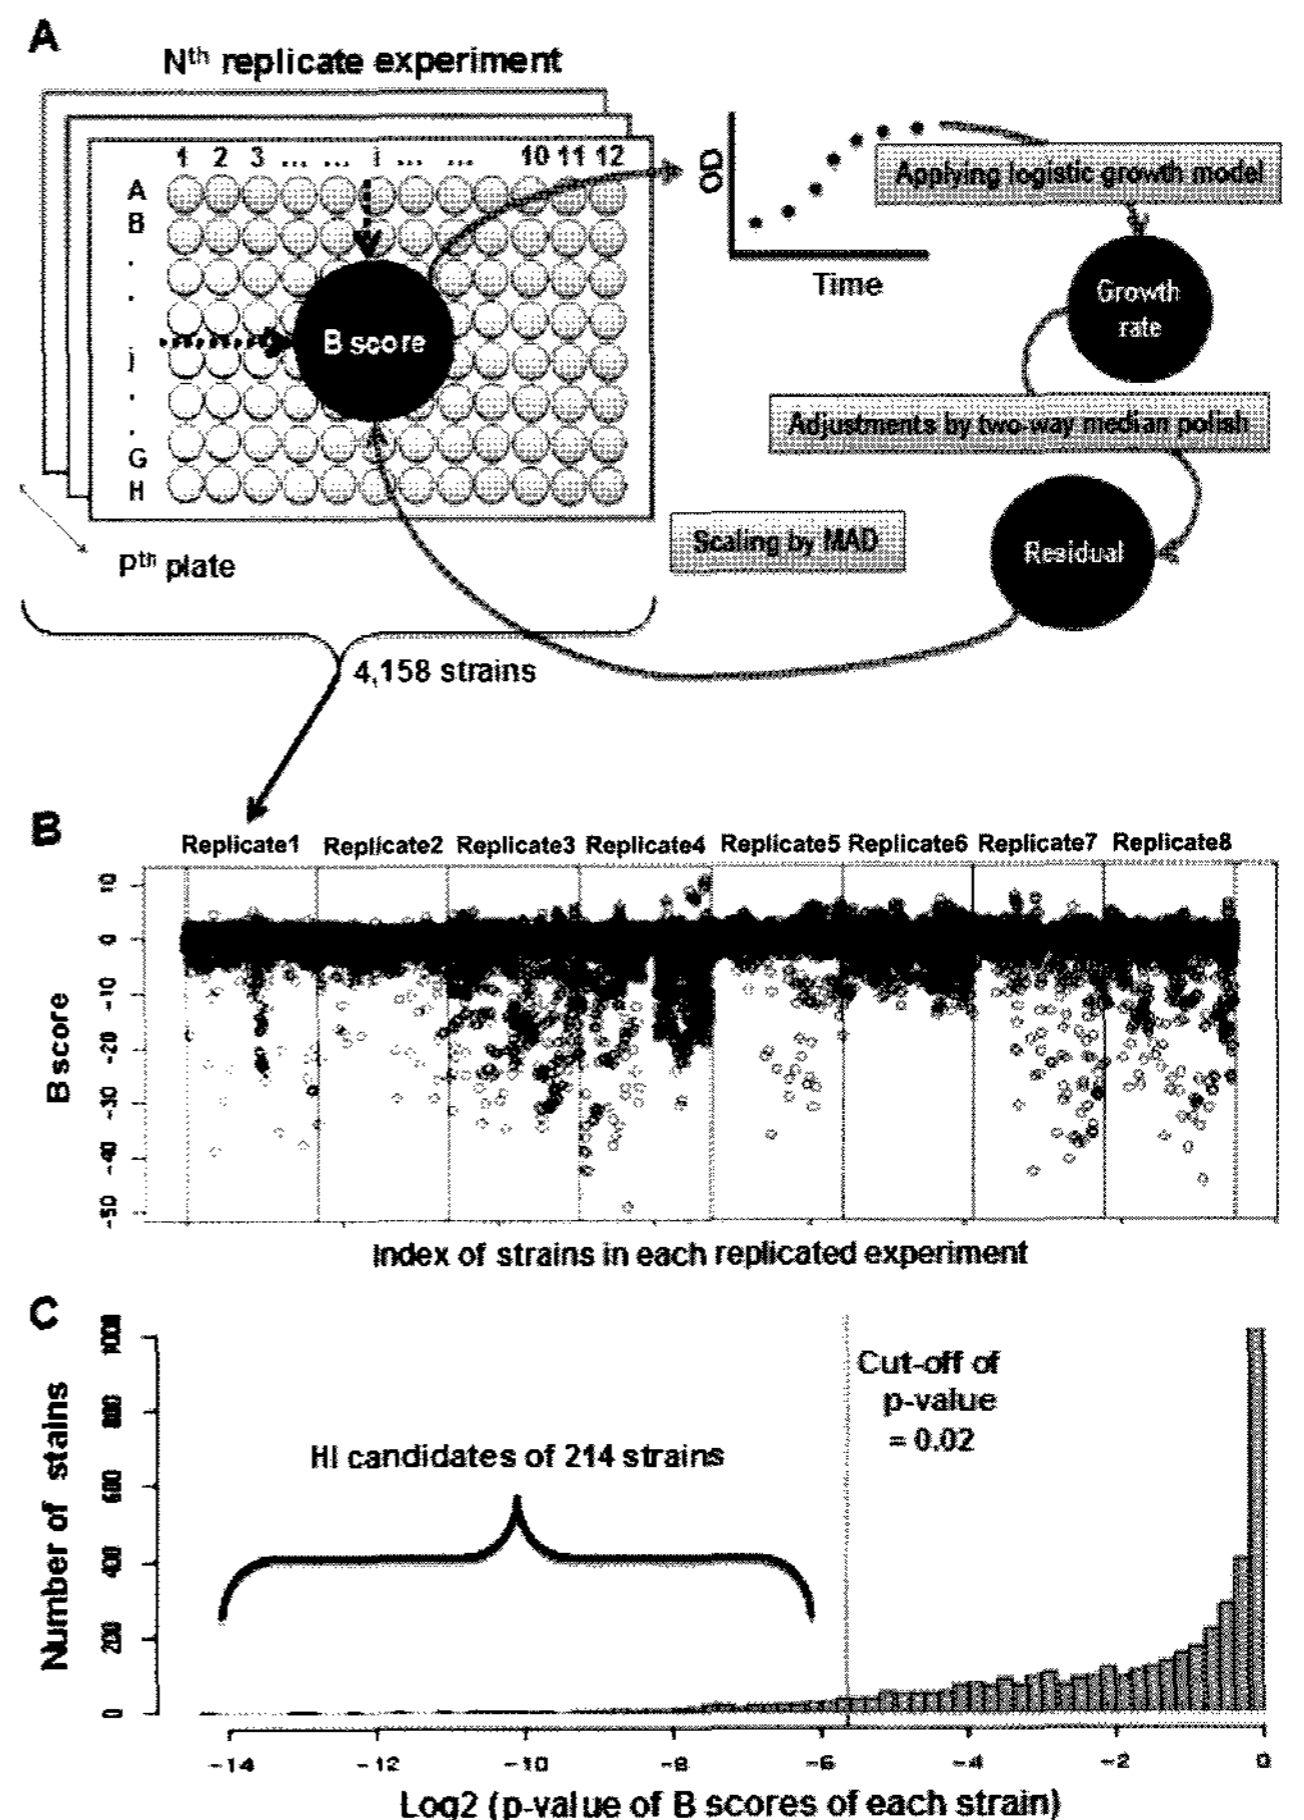 A
Nth replicate experiment
1 2 3 ... ... i ... ... 10 11 12
A
B
.
.
j
.
.
G
H
B score
Pth plate
4,158 strains
OD
Time
Applying logistic growth model
Growth
rate
Adjustments by two-way median polish
Residual
Scaling by MAD
B
Replicate1 Replicate2 Replicate3 Replicate4 Replicate5 Replicate6 Replicate7 Replicate8
B score
10
0
-10
-20
-30
-40
-50
Index of strains in each replicated experiment
C
Number of stains
1000
800
600
400
200
0
HI candidates of 214 strains
Cut-off of
p-value
= 0.02
-14 -12 -10 -8 -6 -4 -2 0
Log2 (p-value of B scores of each strain)